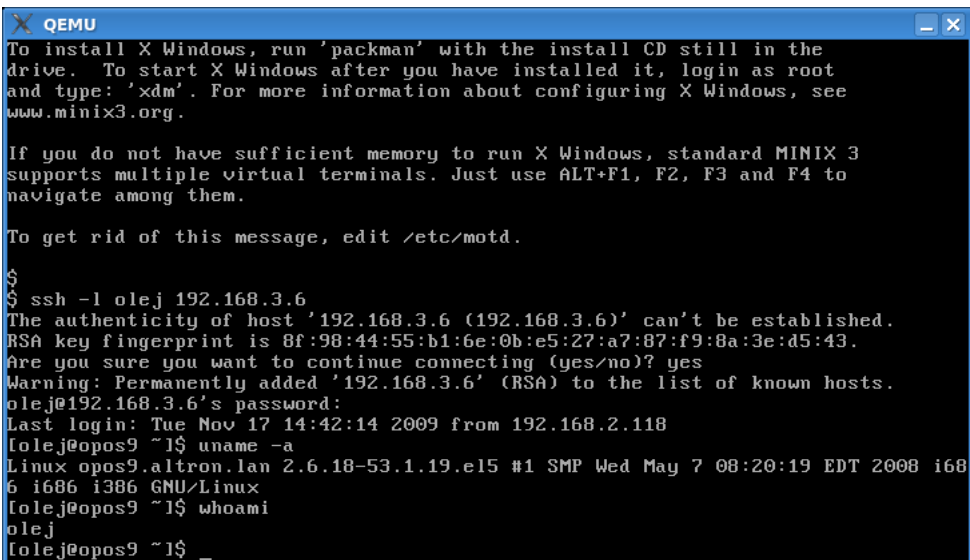 QEMU
To install X Windows, run 'packman' with the install CD still in the
drive.  To start X Windows after you have installed it, login as root
and type: 'xdm'. For more information about configuring X Windows, see
www.minix3.org.
If you do not have sufficient memory to run X Windows, standard MINIX 3
supports multiple virtual terminals. Just use ALT+F1, F2, F3 and F4 to
navigate among them.
To get rid of this message, edit /etc/motd.
$
$ ssh -l olej 192.168.3.6
The authenticity of host '192.168.3.6 (192.168.3.6)' can't be established.
RSA key fingerprint is 8f:98:44:55:b1:6e:0b:e5:27:a7:87:f9:8a:3e:d5:43.
Are you sure you want to continue connecting (yes/no)? yes
Warning: Permanently added '192.168.3.6' (RSA) to the list of known hosts.
olej@192.168.3.6's password:
Last login: Tue Nov 17 14:42:14 2009 from 192.168.2.118
[olej@opos9 ~]$ uname -a
Linux opos9.altron.lan 2.6.18-53.1.19.el5 #1 SMP Wed May 7 08:20:19 EDT 2008 i68
6 i686 i386 GNU/Linux
[olej@opos9 ~]$ whoami
olej
[olej@opos9 ~]$ _